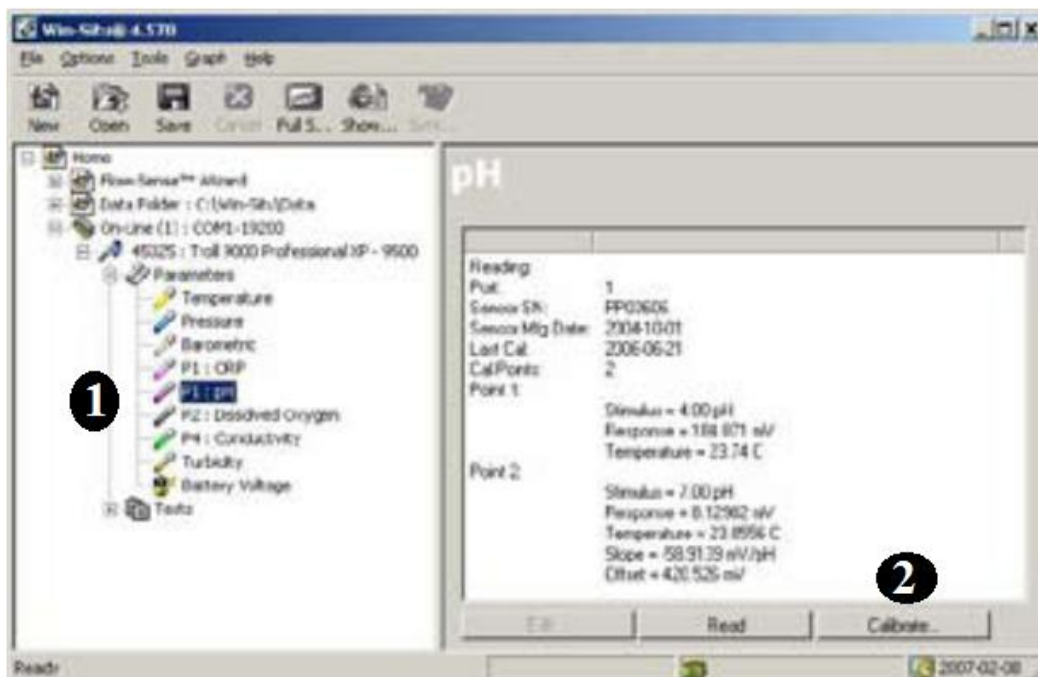 Win-Situ® 4.570
File Options Tools Graph Help
New Open Save Cancel Full S... Show... Sync...
Home
Flow-Sense™ Wizard
Data Folder : C:\Win-Situ\Data
On-Line (1) : COM1-19200
45325 : Troll 9000 Professional XP - 9500
Parameters
Temperature
Pressure
Barometric
P1 : ORP
P1 : pH
P2 : Dissolved Oxygen
P4 : Conductivity
Turbidity
Battery Voltage
Tests
1
pH
Reading:
Port: 1
Sensor SN: PP03606
Sensor Mfg Date: 2004-10-01
Last Cal: 2006-06-21
Cal Points: 2
Point 1:
Stimulus = 4.00 pH
Response = 184.871 mV
Temperature = 23.74 C
Point 2:
Stimulus = 7.00 pH
Response = 8.12982 mV
Temperature = 23.8556 C
Slope = -58.9139 mV/pH
Offset = 420.526 mV
2
Edit Read Calibrate...
Ready 2007-02-08